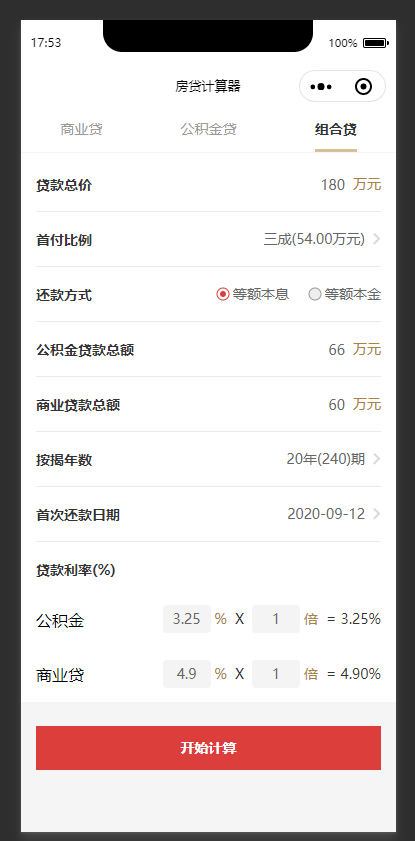 17:53 100%
房贷计算器
商业贷 公积金贷 组合贷
贷款总价 180 万元
首付比例 三成(54.00万元)
还款方式 等额本息 等额本金
公积金贷款总额 66 万元
商业贷款总额 60 万元
按揭年数 20年(240)期
首次还款日期 2020-09-12
贷款利率(%)
公积金 3.25 % X 1 倍 = 3.25%
商业贷 4.9 % X 1 倍 = 4.90%
开始计算